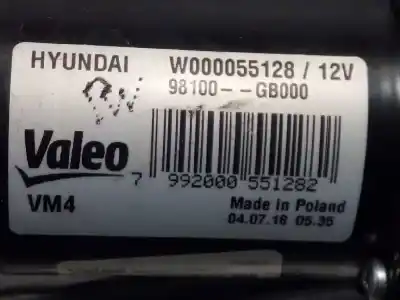 HYUNDAI W000055128 / 12V
98100--GB000
Valeo
7 992000 551282
VM4 Made in Poland
04.07.16 05.35